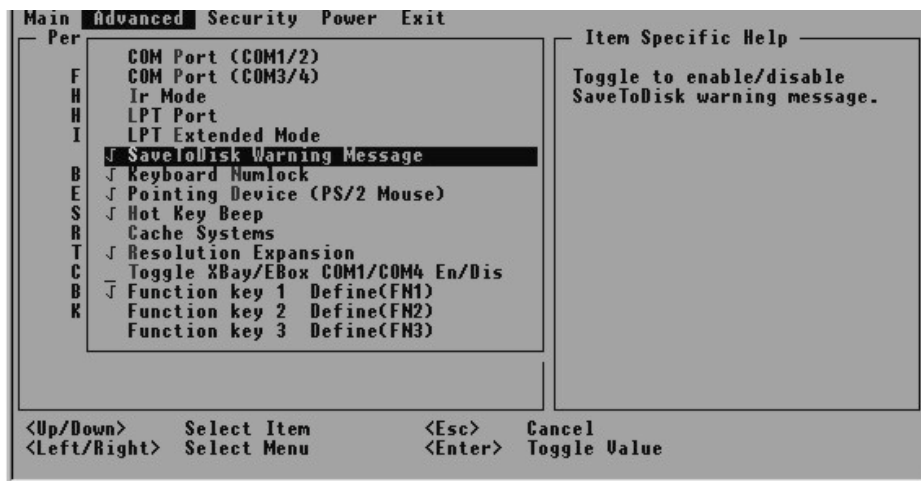 Main Advanced Security Power Exit
Per
Item Specific Help
COM Port (COM1/2)
F COM Port (COM3/4)
Toggle to enable/disable
H Ir Mode
SaveToDisk warning message.
H LPT Port
I LPT Extended Mode
√ SaveToDisk Warning Message
B √ Keyboard Numlock
E √ Pointing Device (PS/2 Mouse)
S √ Hot Key Beep
R Cache Systems
T √ Resolution Expansion
C _ Toggle XBay/EBox COM1/COM4 En/Dis
B √ Function key 1 Define(FN1)
K Function key 2 Define(FN2)
Function key 3 Define(FN3)
<Up/Down> Select Item <Esc> Cancel
<Left/Right> Select Menu <Enter> Toggle Value